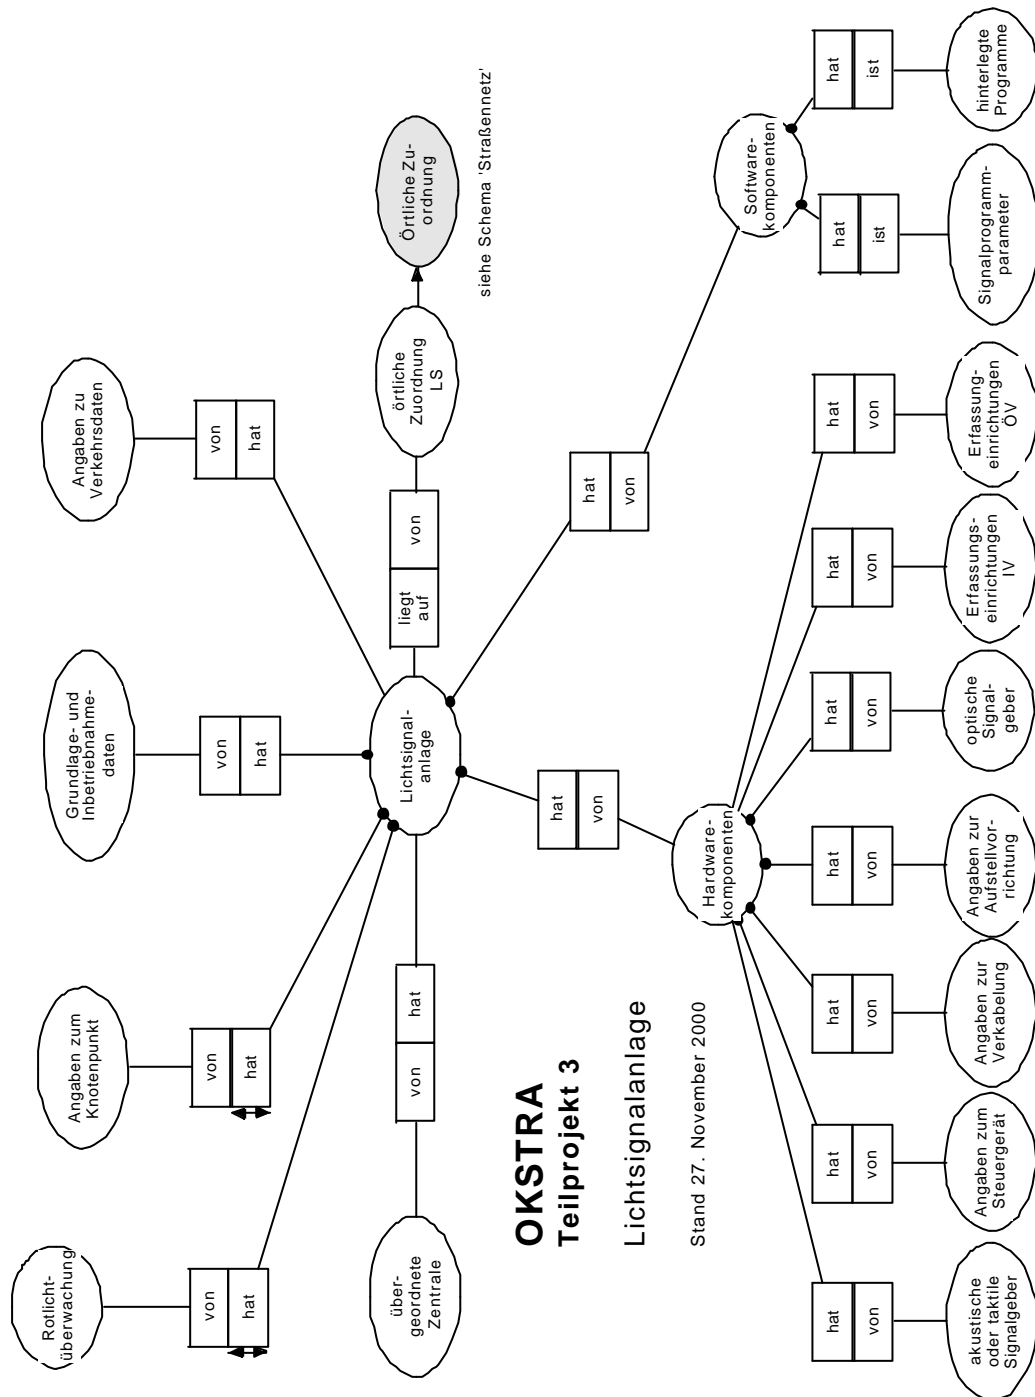 Rotlicht-
überwachung
von
hat
Angaben zum
Knotenpunkt
von
hat
Grundlage- und
Inbetriebnahme-
daten
von
hat
Angaben zu
Verkehrsdaten
von
hat
über-
geordnete
Zentrale
von
hat
Lichtsignal-
anlage
liegt
auf
von
örtliche
Zuordnung
LS
Örtliche Zu-
ordnung
siehe Schema 'Straßennetz'
OKSTRA
Teilprojekt 3
Lichtsignalanlage
Stand 27. November 2000
hat
von
hat
von
Hardware-
komponenten
Software-
komponenten
hat
von
akustische
oder taktile
Signalgeber
hat
von
Angaben zum
Steuergerät
hat
von
Angaben zur
Verkabelung
hat
von
Angaben zur
Aufstellvor-
richtung
hat
von
optische
Signal-
geber
hat
von
Erfassungs-
einrichtungen
IV
hat
von
Erfassung-
einrichtungen
ÖV
hat
ist
Signalprogramm-
parameter
hat
ist
hinterlegte
Programme